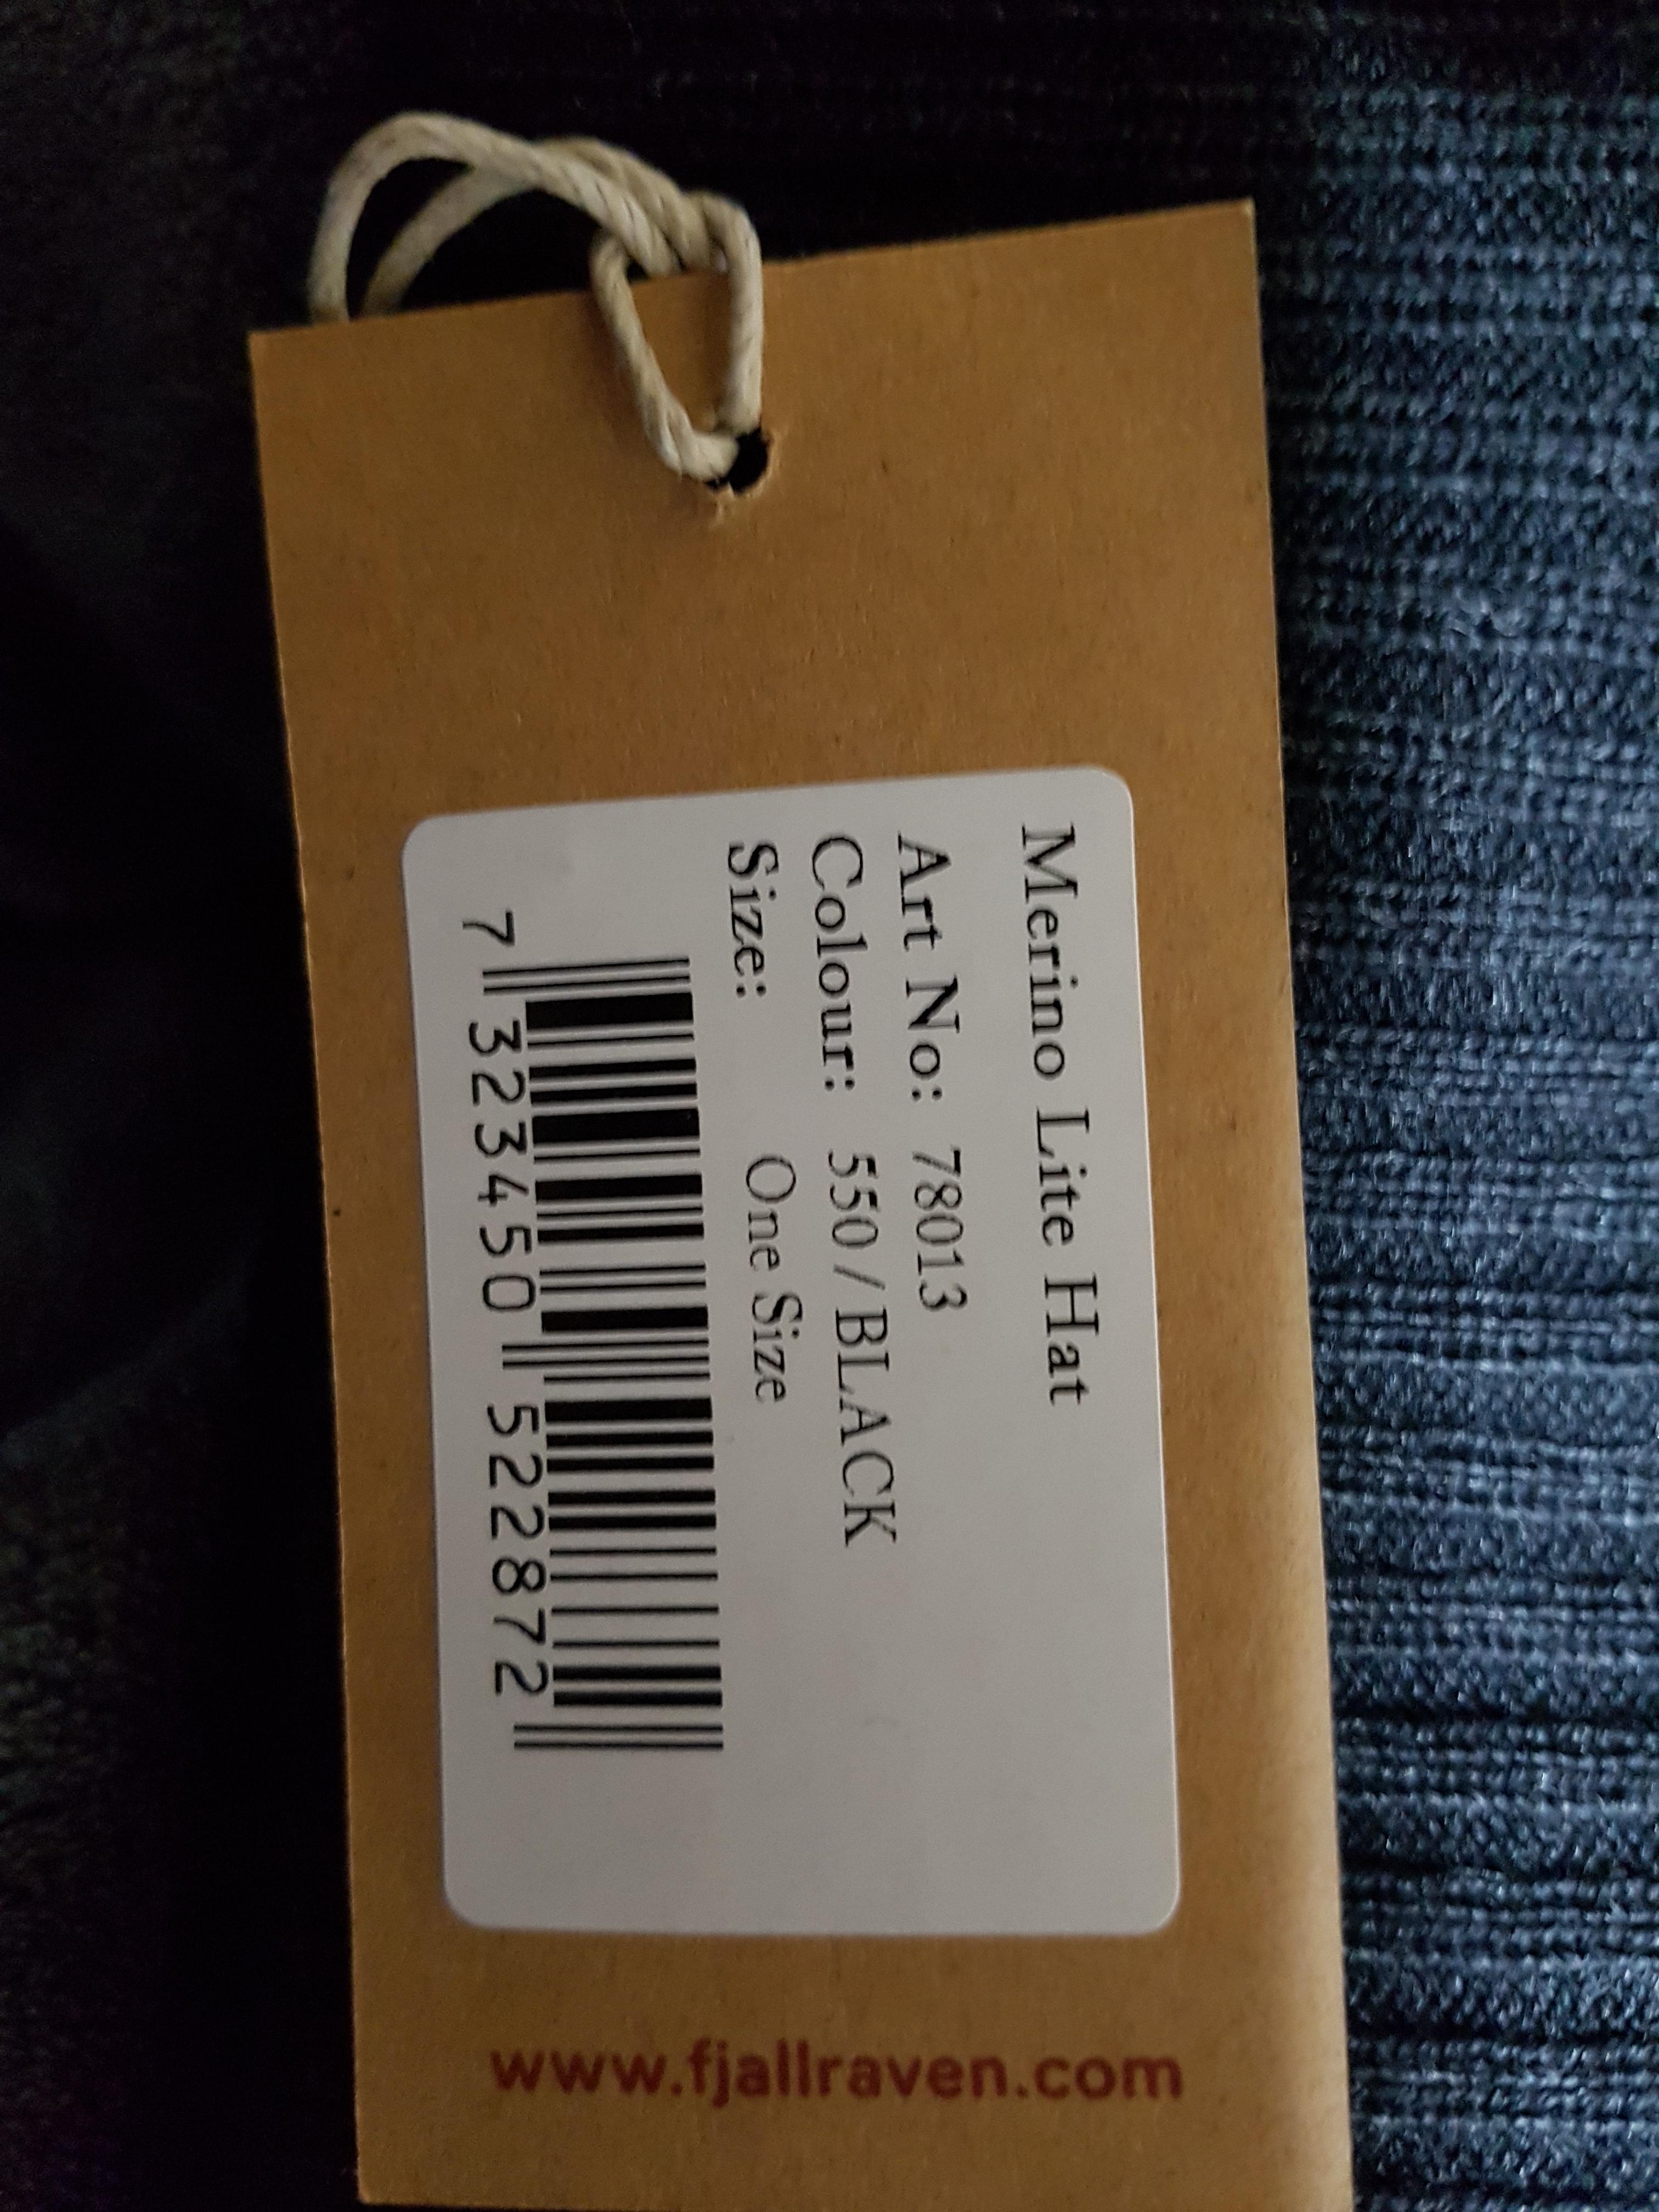 Merino Lite Hat
Art No: 78013
Colour: 550 / BLACK
Size: One Size
7 323450 522872
www.fjallraven.com